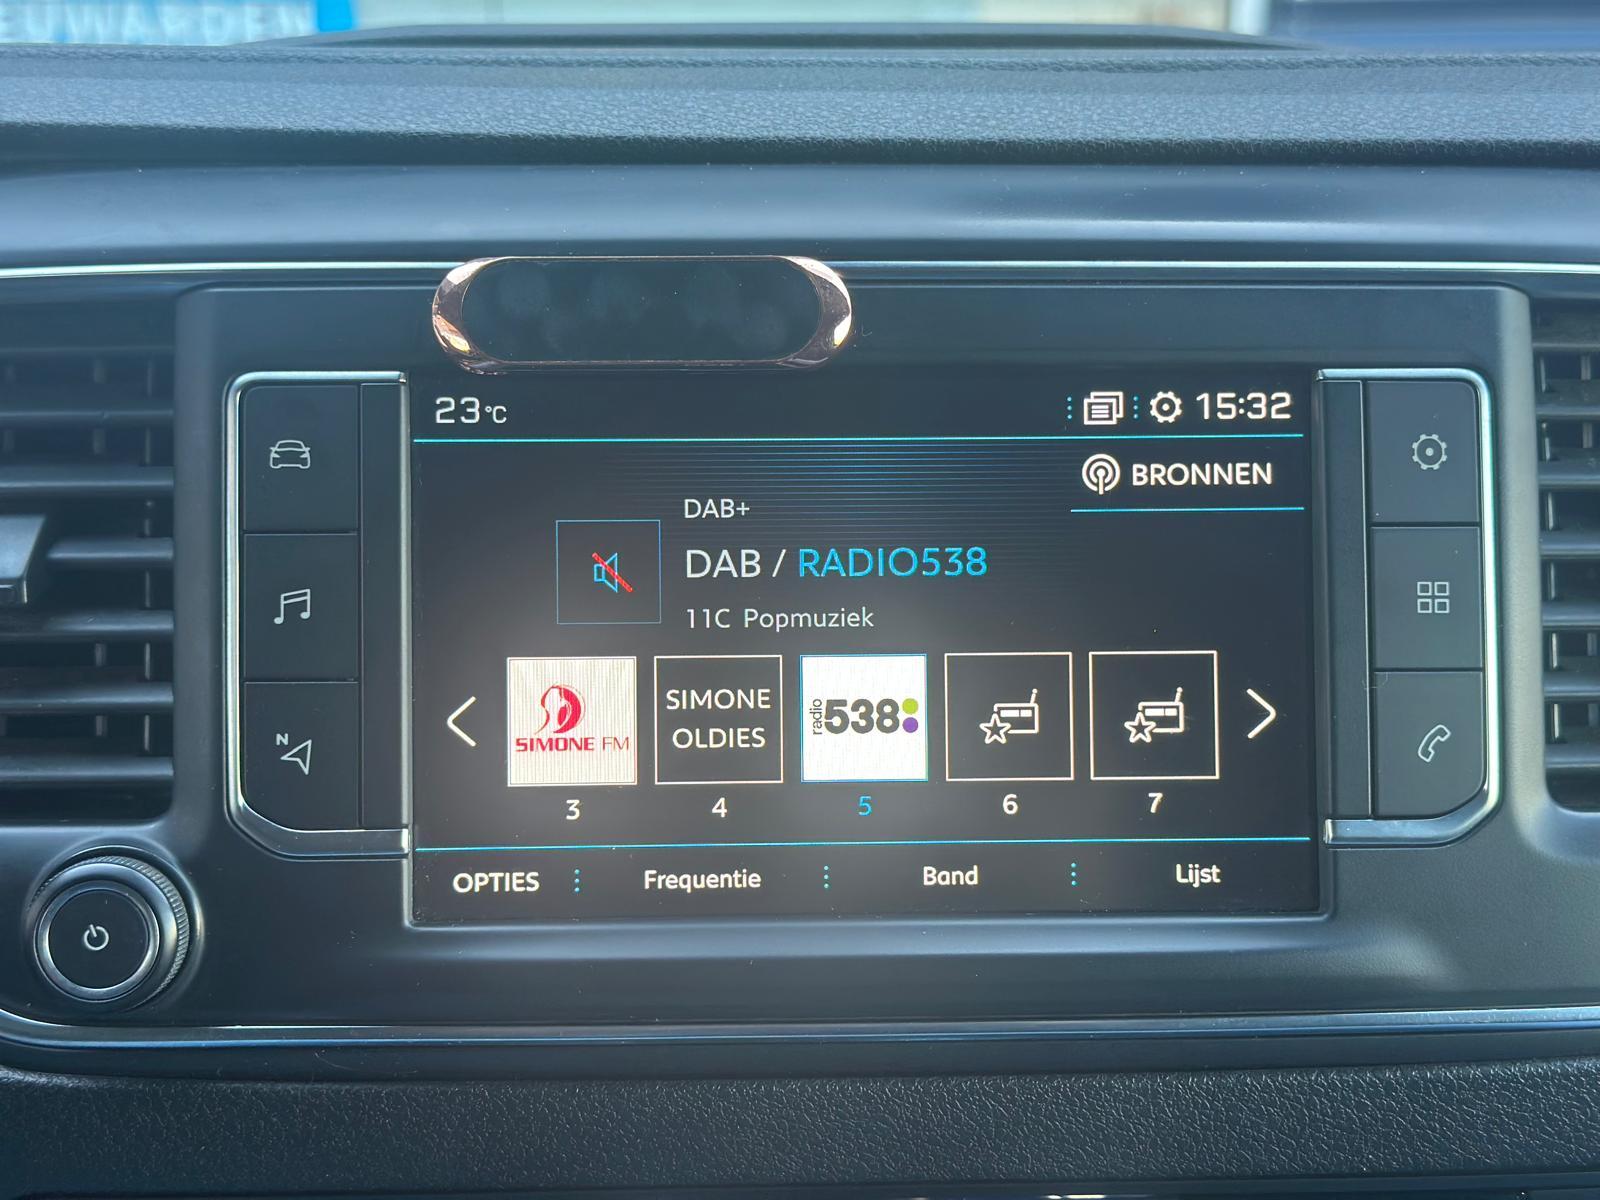 EUWARDEN
23°C
15:32
BRONNEN
DAB+
DAB / RADIO538
11C Popmuziek
SIMONE FM
SIMONE
OLDIES
radio 538
3 4 5 6 7
N
OPTIES Frequentie Band Lijst